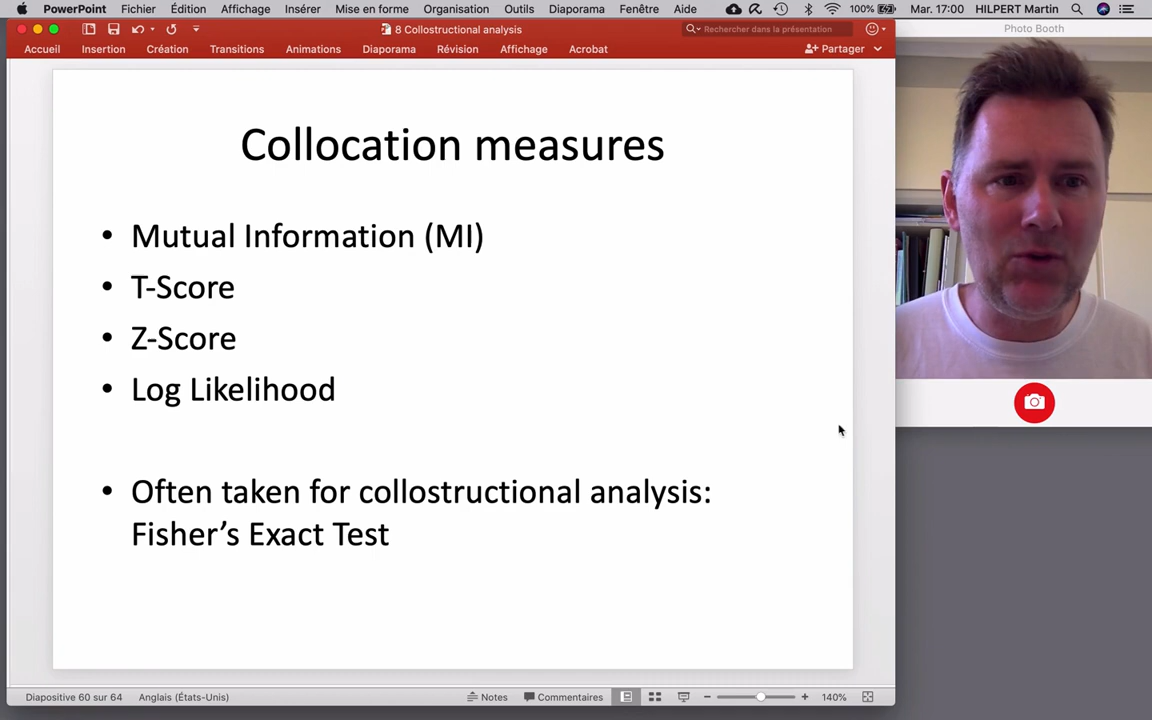 PowerPoint Fichier Édition Affichage Insérer Mise en forme Organisation Outils Diaporama Fenêtre Aide 100% Mar. 17:00 HILPERT Martin
8 Collostructional analysis
Rechercher dans la présentation
Photo Booth
Accueil Insertion Création Transitions Animations Diaporama Révision Affichage Acrobat Partager
Collocation measures
• Mutual Information (MI)
• T-Score
• Z-Score
• Log Likelihood
• Often taken for collostructional analysis:
Fisher’s Exact Test
Diapositive 60 sur 64 Anglais (États-Unis) Notes Commentaires 140%